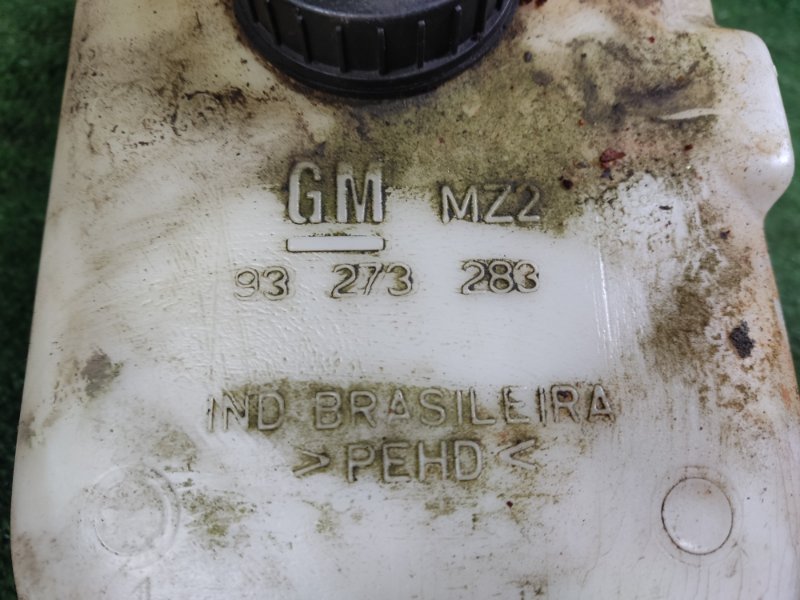 GM MZ2
93 273 283
IND BRASILEIRA
>PEHD<